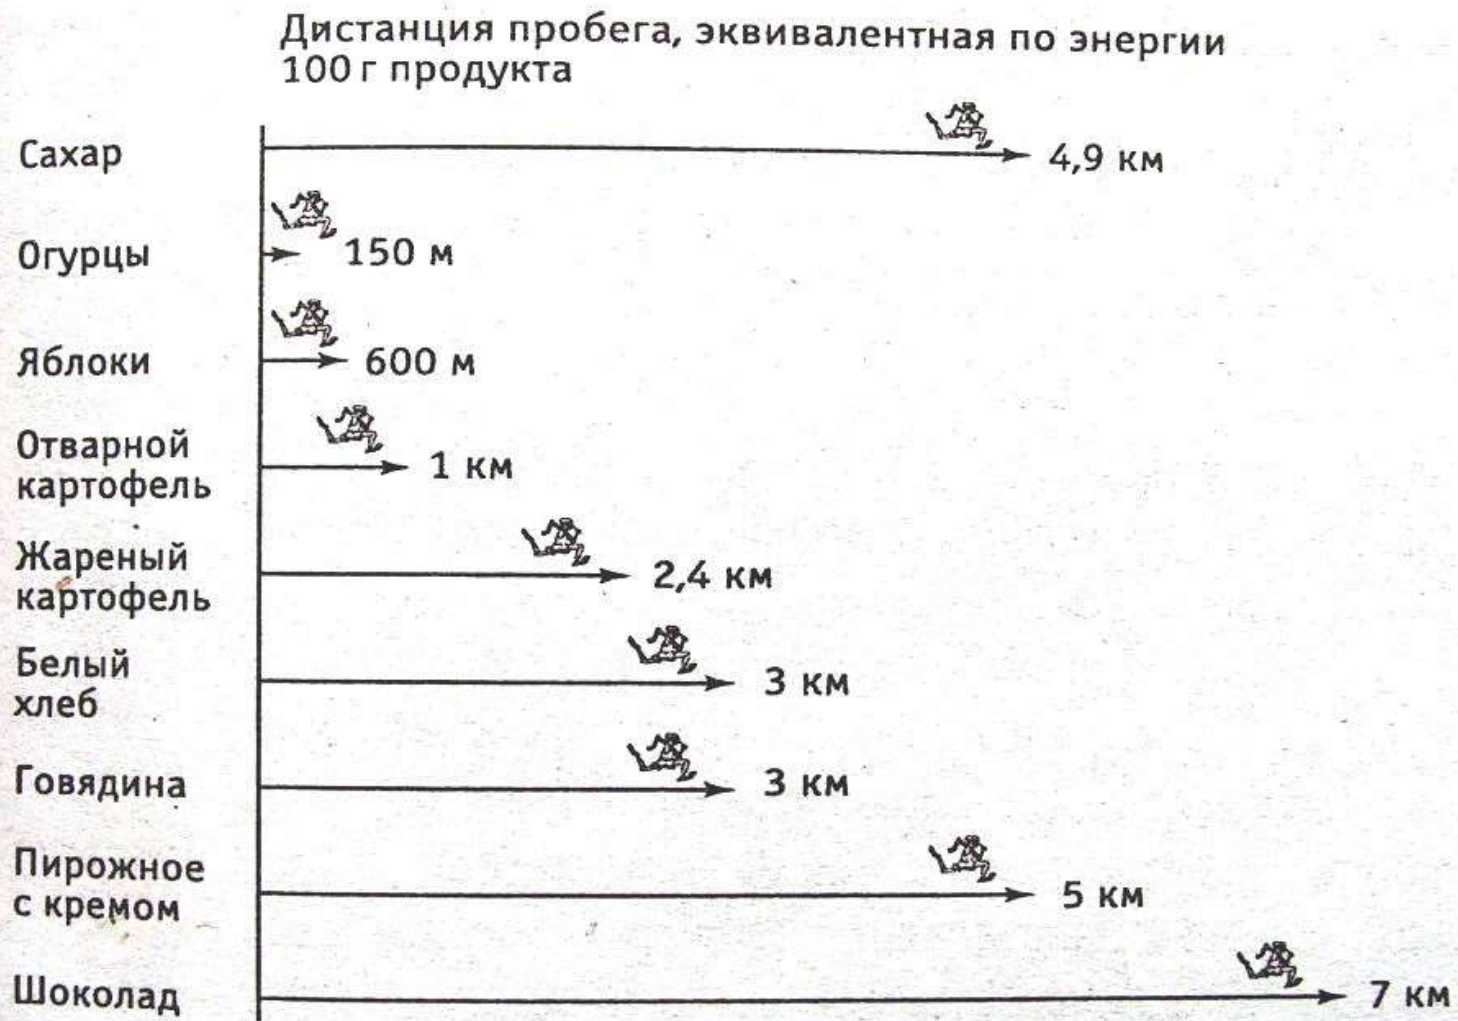 Дистанция пробега, эквивалентная по энергии
100 г продукта
Сахар
4,9 км
Огурцы
150 м
Яблоки
600 м
Отварной
картофель
1 км
Жареный
картофель
2,4 км
Белый
хлеб
3 км
Говядина
3 км
Пирожное
с кремом
5 км
Шоколад
7 км